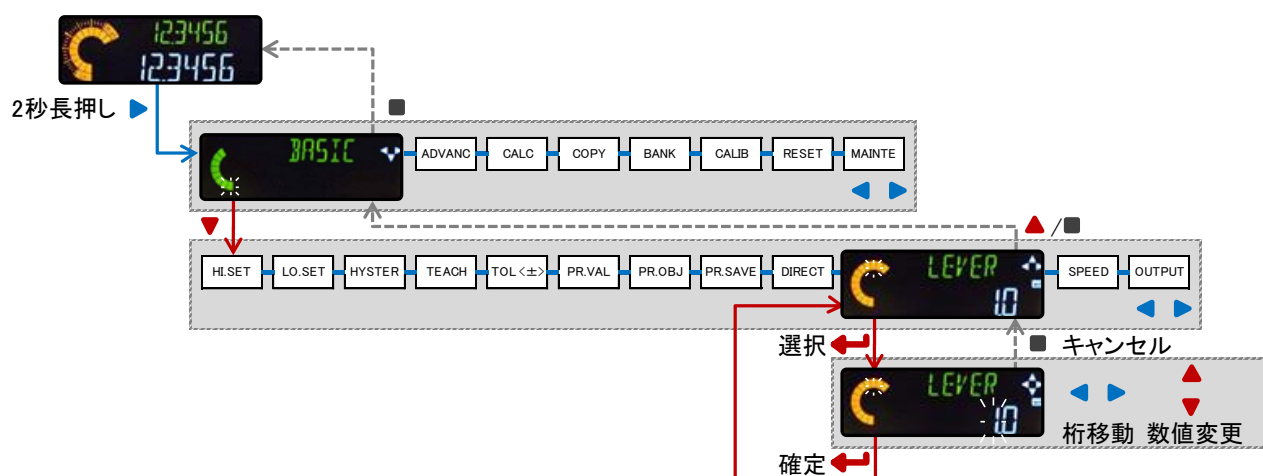 12.3456
12.3456
2秒長押し
BASIC
ADVANC
CALC
COPY
BANK
CALIB
RESET
MAINTE
HI.SET
LO.SET
HYSTER
TEACH
TOL<±>
PR.VAL
PR.OBJ
PR.SAVE
DIRECT
LEVER
1.0
SPEED
OUTPUT
/
選択
キャンセル
LEVER
1.0
桁移動
数値変更
確定